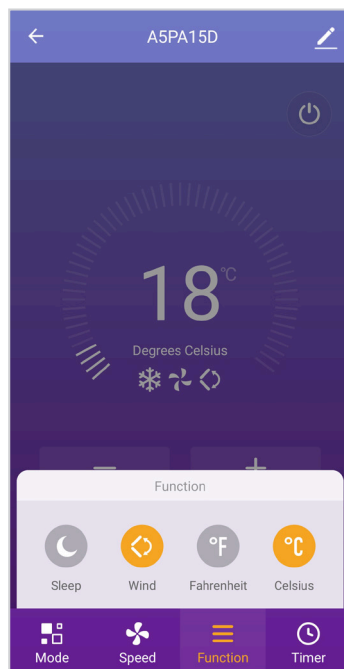 A5PA15D
18°C
Degrees Celsius
Function
°F °C
Sleep Wind Fahrenheit Celsius
Mode Speed Function Timer